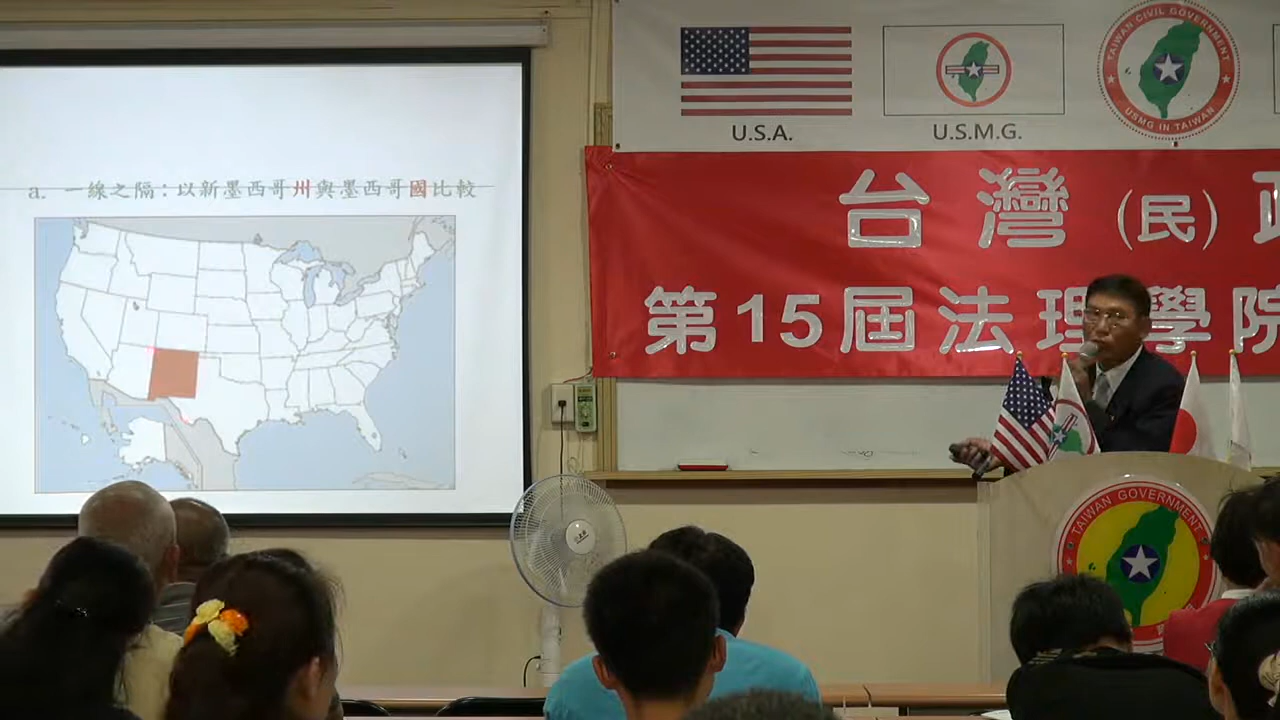 a. 一線之隔：以新墨西哥州與墨西哥國比較
U.S.A.
U.S.M.G.
TAIWAN CIVIL GOVERNMENT
USMG IN TAIWAN
台灣(民)政
第15屆法理學院
TAIWAN GOVERNMENT